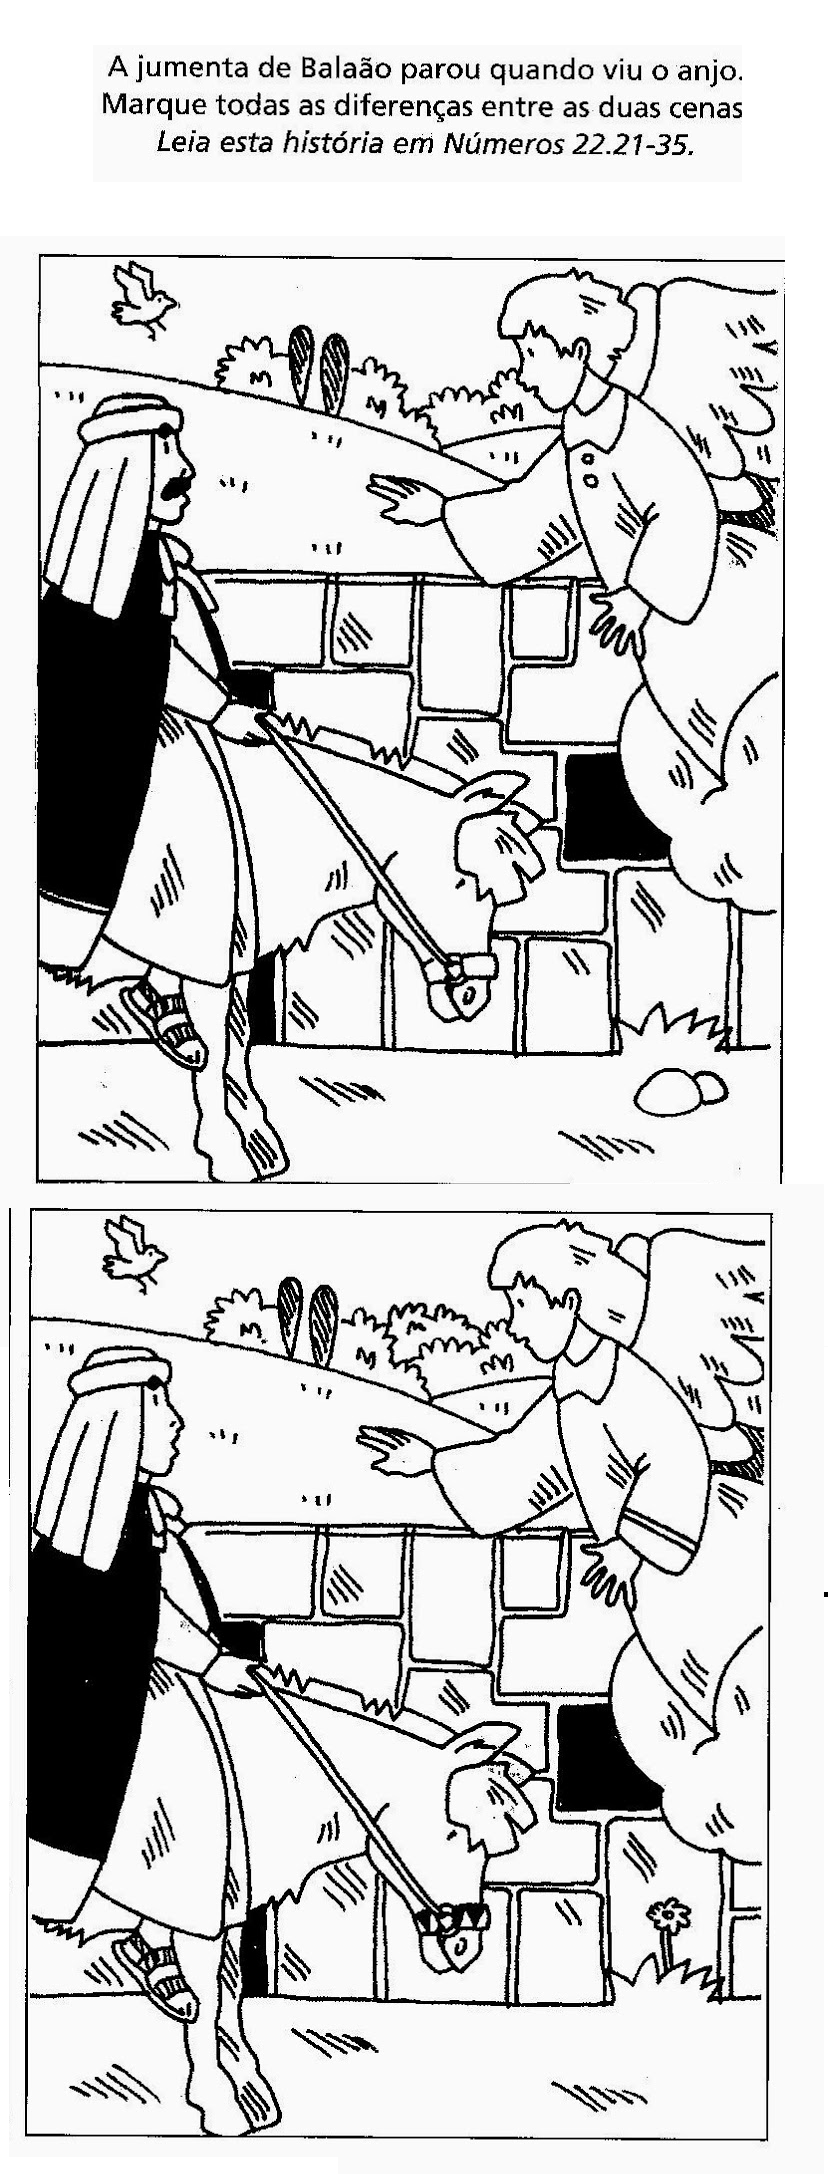 A jumenta de Balaão parou quando viu o anjo.
Marque todas as diferenças entre as duas cenas
Leia esta história em Números 22.21-35.